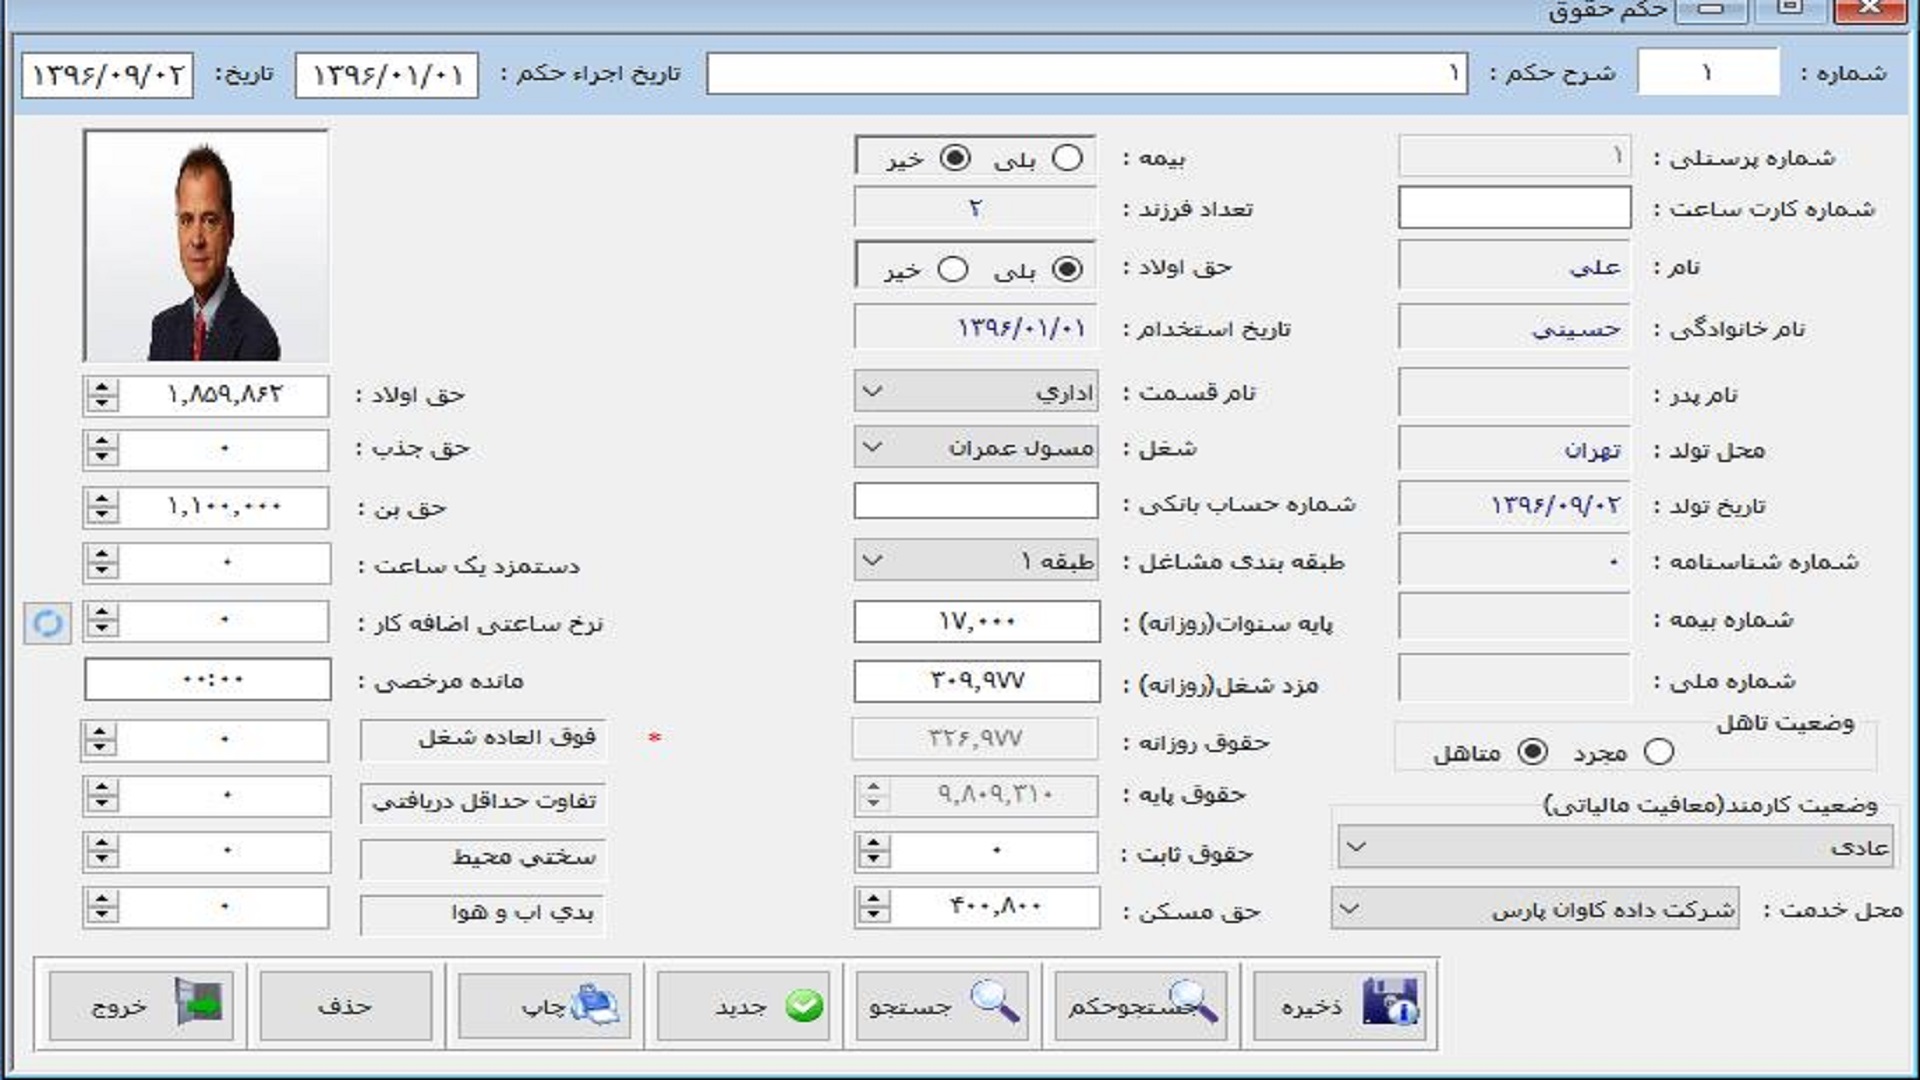 حکم حقوق
شماره : ۱ شرح حکم : ۱ تاریخ اجراء حکم : ۱۳۹۶/۰۱/۰۱ تاریخ: ۱۳۹۶/۰۹/۰۲
شماره پرسنلی : ۱
شماره کارت ساعت :
نام : علی
نام خانوادگی : حسینی
نام پدر :
محل تولد : تهران
تاریخ تولد : ۱۳۹۶/۰۹/۰۲
شماره شناسنامه : ۰
شماره بیمه :
شماره ملی :
وضعیت تاهل
مجرد متاهل
وضعیت کارمند(معافیت مالیاتی)
عادی
محل خدمت : شرکت داده کاوان پارس
بیمه : بلی خیر
تعداد فرزند : ۲
حق اولاد : بلی خیر
تاریخ استخدام : ۱۳۹۶/۰۱/۰۱
نام قسمت : اداري
شغل : مسول عمران
شماره حساب بانکی :
طبقه بندی مشاغل : طبقه ۱
پایه سنوات(روزانه) : ۱۷,۰۰۰
مزد شغل(روزانه) : ۳۰۹,۹۷۷
حقوق روزانه : ۳۲۶,۹۷۷
حقوق پایه : ۹,۸۰۹,۳۱۰
حقوق ثابت : ۰
حق مسکن : ۴۰۰,۸۰۰
حق اولاد : ۱,۸۵۹,۸۶۲
حق جذب : ۰
حق بن : ۱,۱۰۰,۰۰۰
دستمزد یک ساعت : ۰
نرخ ساعتی اضافه کار : ۰
مانده مرخصی : ۰۰:۰۰
* فوق العاده شغل ۰
تفاوت حداقل دریافتی ۰
سختي محیط ۰
بدي اب و هوا ۰
ذخیره
جستجوحکم
جستجو
جدید
چاپ
حذف
خروج